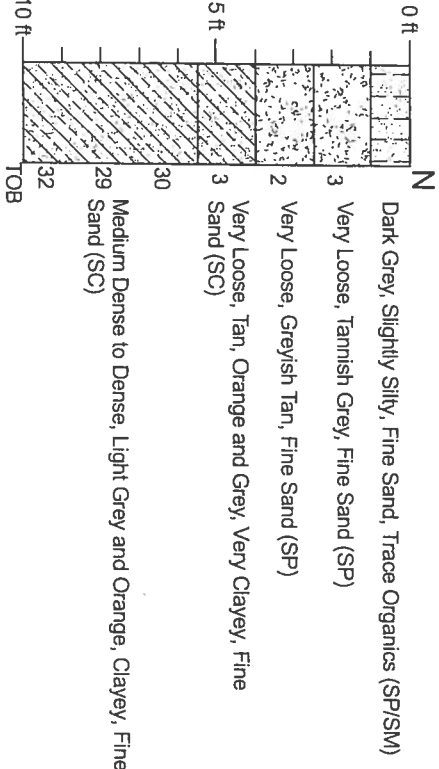 0 ft
N
Dark Grey, Slightly Silty, Fine Sand, Trace Organics (SP/SM)
3
Very Loose, Tannish Grey, Fine Sand (SP)
2
Very Loose, Greyish Tan, Fine Sand (SP)
5 ft
3
Very Loose, Tan, Orange and Grey, Very Clayey, Fine
Sand (SC)
30
29
Medium Dense to Dense, Light Grey and Orange, Clayey, Fine
Sand (SC)
32
10 ft
TOB